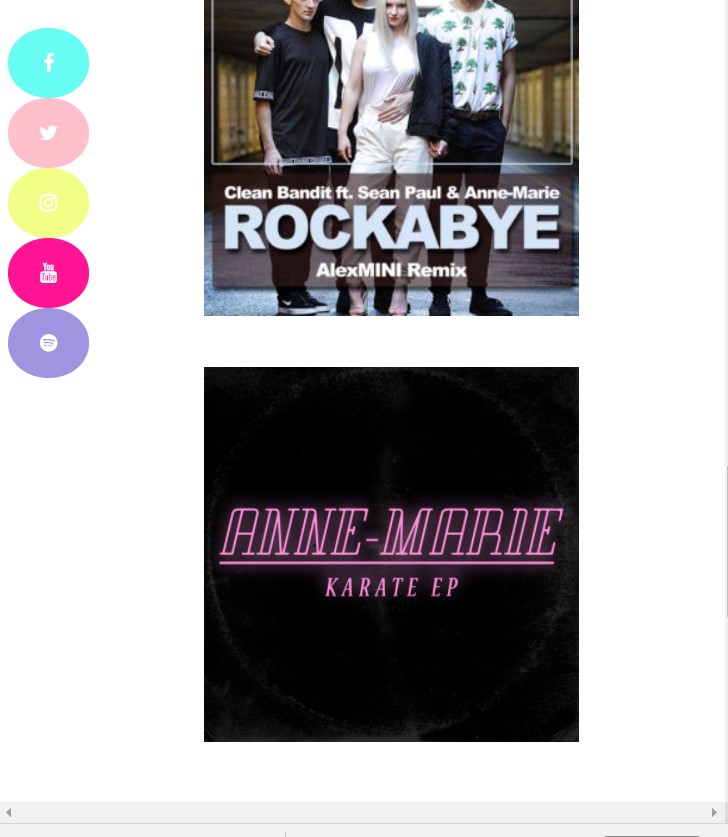 Clean Bandit ft. Sean Paul & Anne-Marie
ROCKABYE
AlexMINI Remix
You
Tube
ANNE-MARIE
KARATE EP